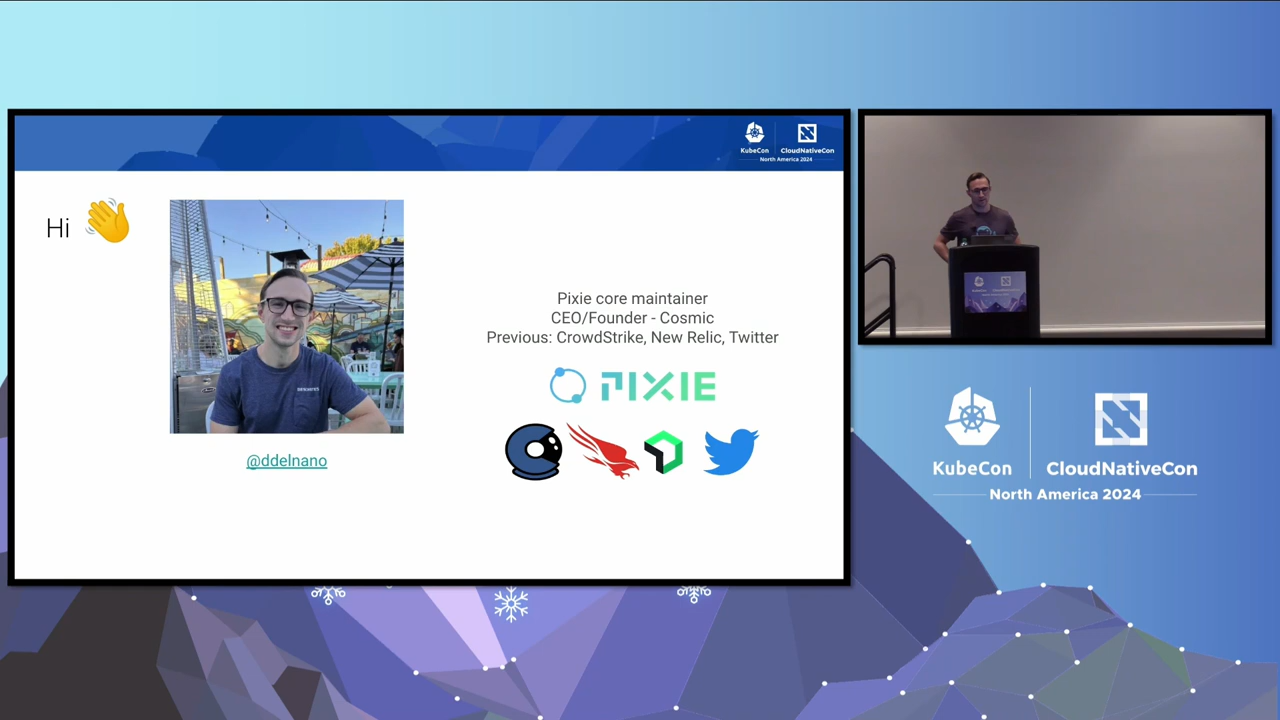 KubeCon
CloudNativeCon
North America 2024
Hi
Pixie core maintainer
CEO/Founder - Cosmic
Previous: CrowdStrike, New Relic, Twitter
PIXIE
@ddelnano
KubeCon
CloudNativeCon
North America 2024